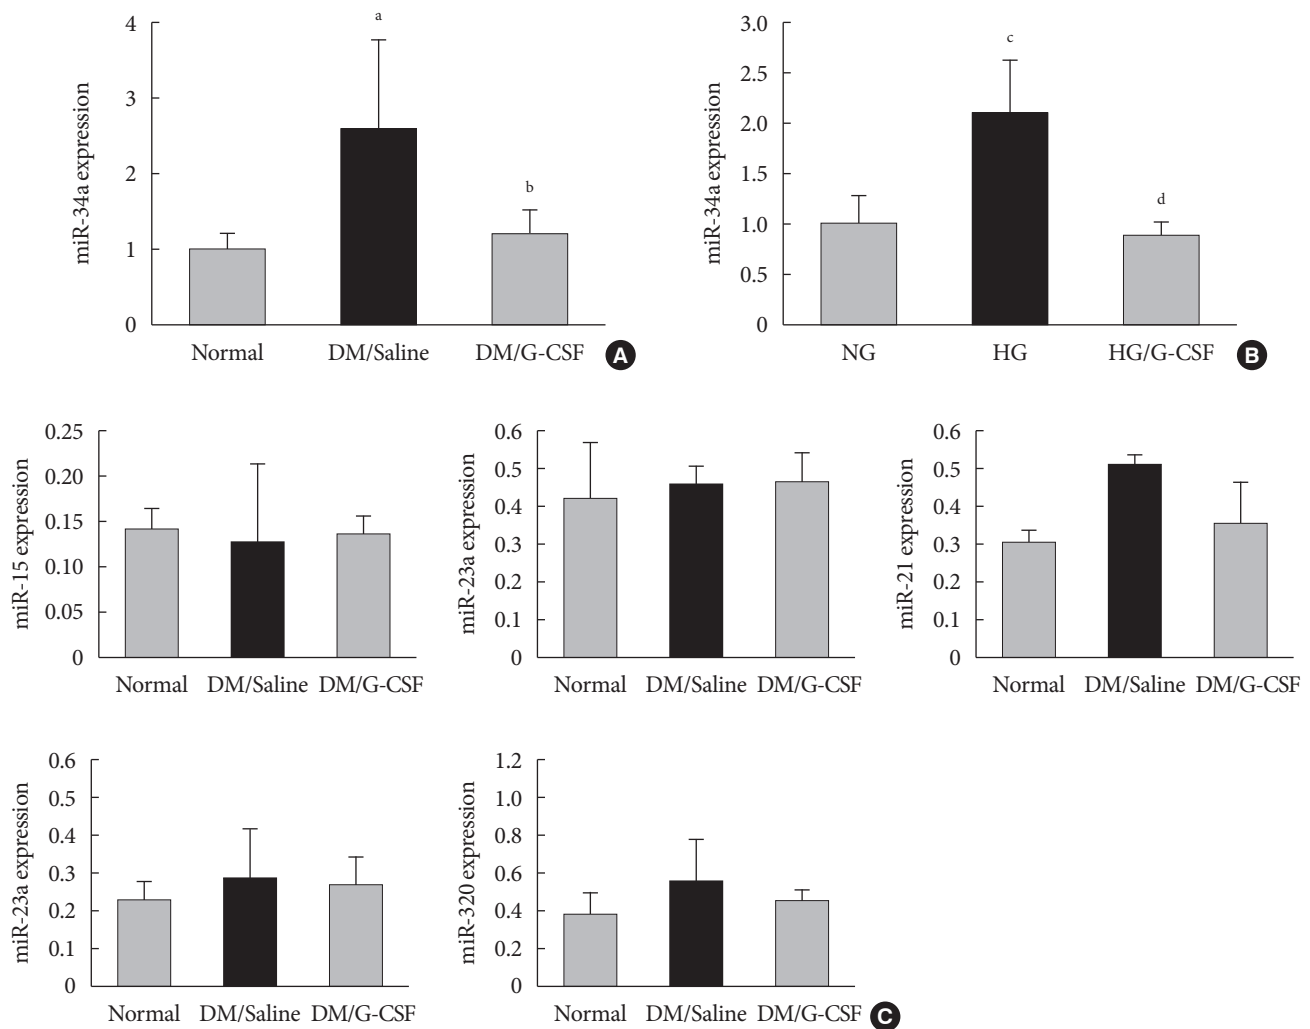 miR-34a expression
4
3
2
1
0
a
b
Normal DM/Saline DM/G-CSF
A
miR-34a expression
3.0
2.5
2.0
1.5
1.0
0.5
0
c
d
NG HG HG/G-CSF
B
miR-15 expression
0.25
0.20
0.15
0.10
0.05
0
Normal DM/Saline DM/G-CSF
miR-23a expression
0.6
0.5
0.4
0.3
0.2
0.1
0
Normal DM/Saline DM/G-CSF
miR-21 expression
0.6
0.5
0.4
0.3
0.2
0.1
0
Normal DM/Saline DM/G-CSF
miR-23a expression
0.6
0.5
0.4
0.3
0.2
0.1
0
Normal DM/Saline DM/G-CSF
miR-320 expression
1.2
1.0
0.8
0.6
0.4
0.2
0
Normal DM/Saline DM/G-CSF
C